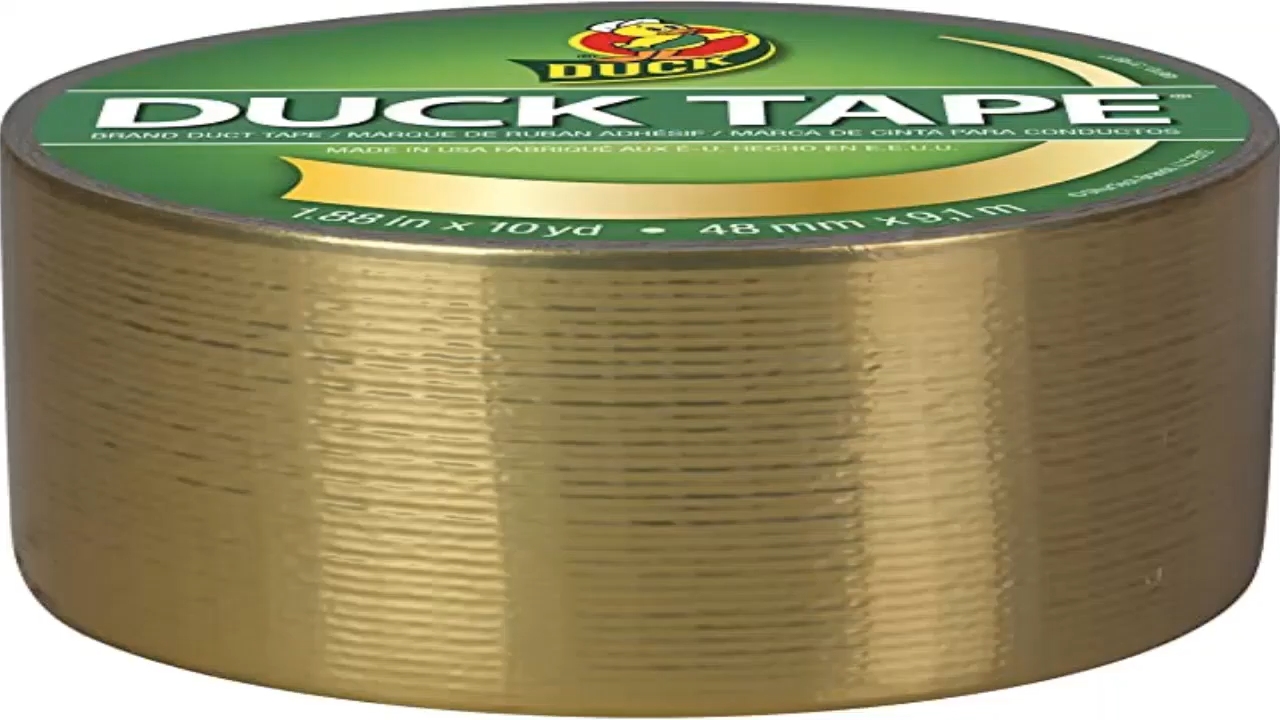 DUCK
DUCK TAPE
BRAND DUCT TAPE / MARQUE DE RUBAN ADHÉSIF / MARCA DE CINTA PARA CONDUCTOS
MADE IN USA FABRIQUÉ AUX É-U. HECHO EN E.E.U.U.
1.88 in x 10 yd • 48 mm x 9,1 m